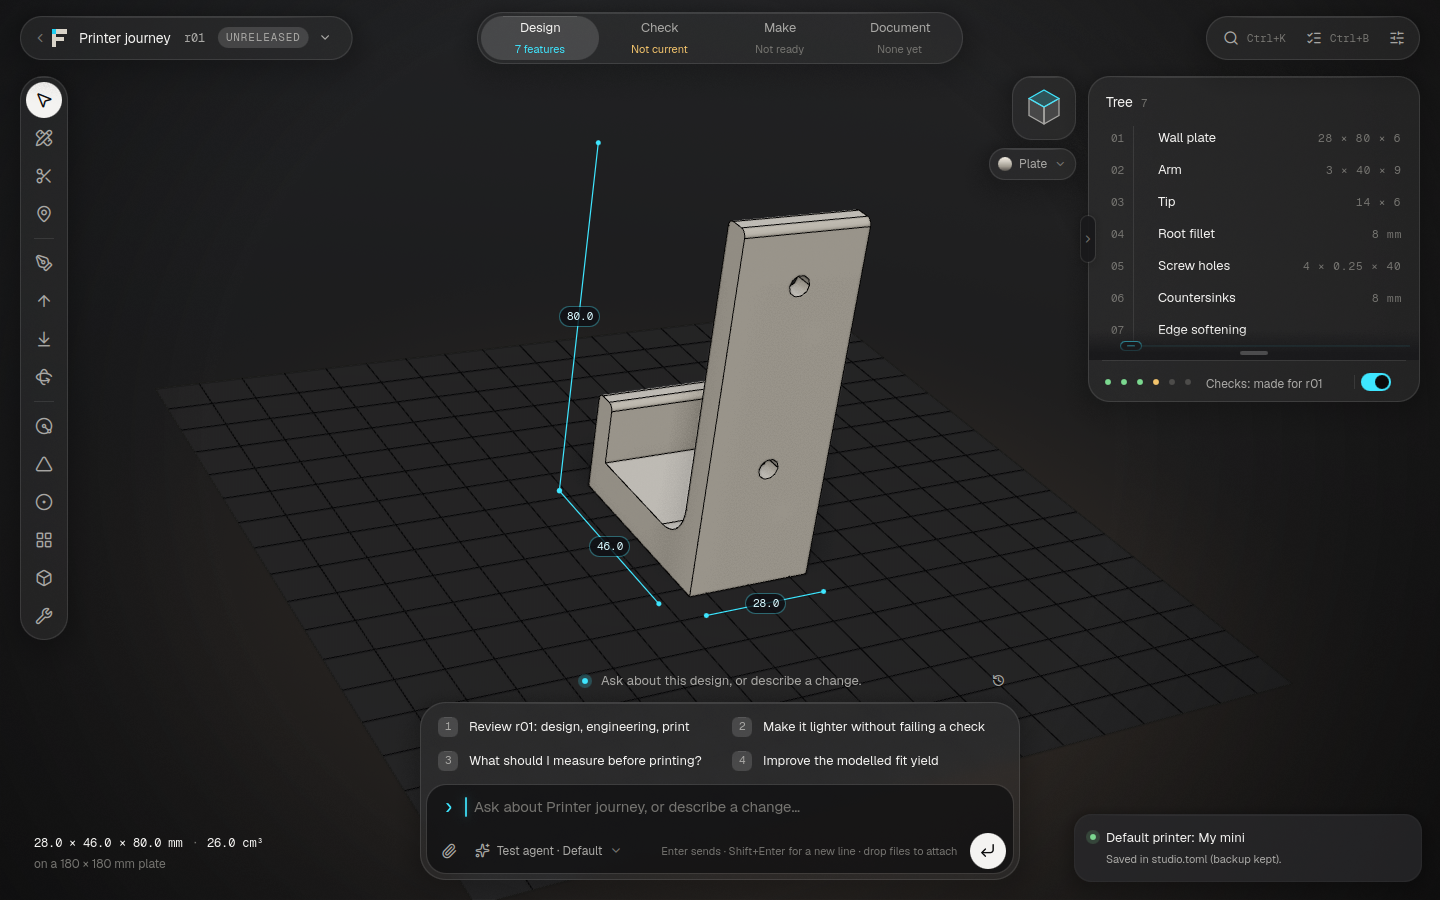 Printer journey r01 UNRELEASED
Design
7 features
Check
Not current
Make
Not ready
Document
None yet
Ctrl+K Ctrl+B
Plate
Tree 7
01 Wall plate 28 × 80 × 6
02 Arm 3 × 40 × 9
03 Tip 14 × 6
04 Root fillet 8 mm
05 Screw holes 4 × 0.25 × 40
06 Countersinks 8 mm
07 Edge softening
Checks: made for r01
80.0
46.0
28.0
Ask about this design, or describe a change.
1 Review r01: design, engineering, print
2 Make it lighter without failing a check
3 What should I measure before printing?
4 Improve the modelled fit yield
Ask about Printer journey, or describe a change...
Test agent · Default
Enter sends · Shift+Enter for a new line · drop files to attach
28.0 × 46.0 × 80.0 mm · 26.0 cm³
on a 180 × 180 mm plate
Default printer: My mini
Saved in studio.toml (backup kept).